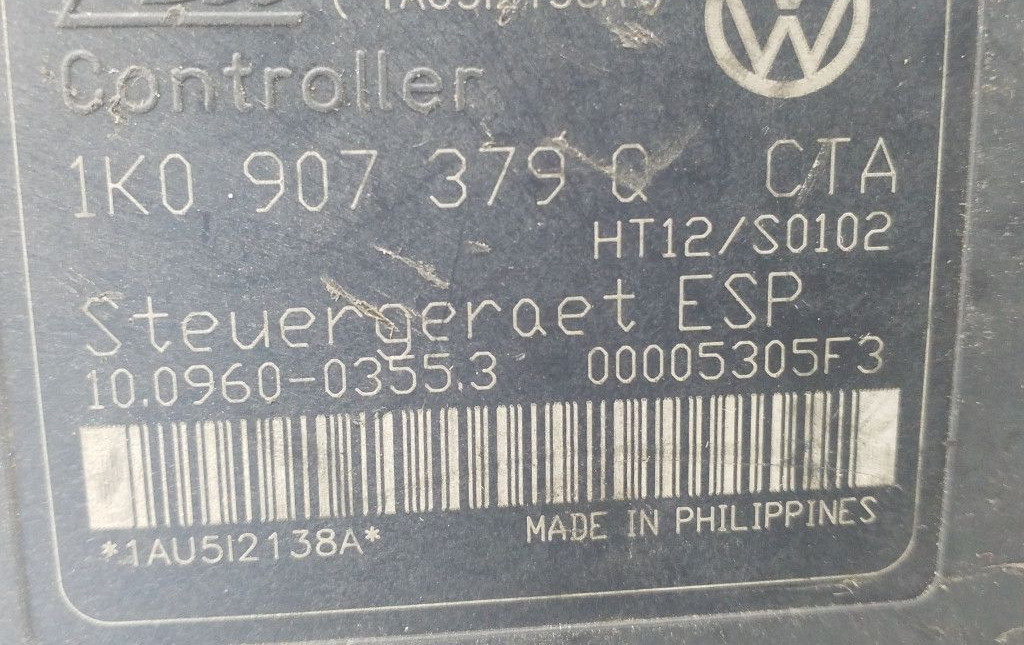 Controller
1K0 907 379 Q CTA
HT12/S0102
Steuergeraet ESP
10.0960-0355.3 00005305F3
*1AU5I2138A*
MADE IN PHILIPPINES